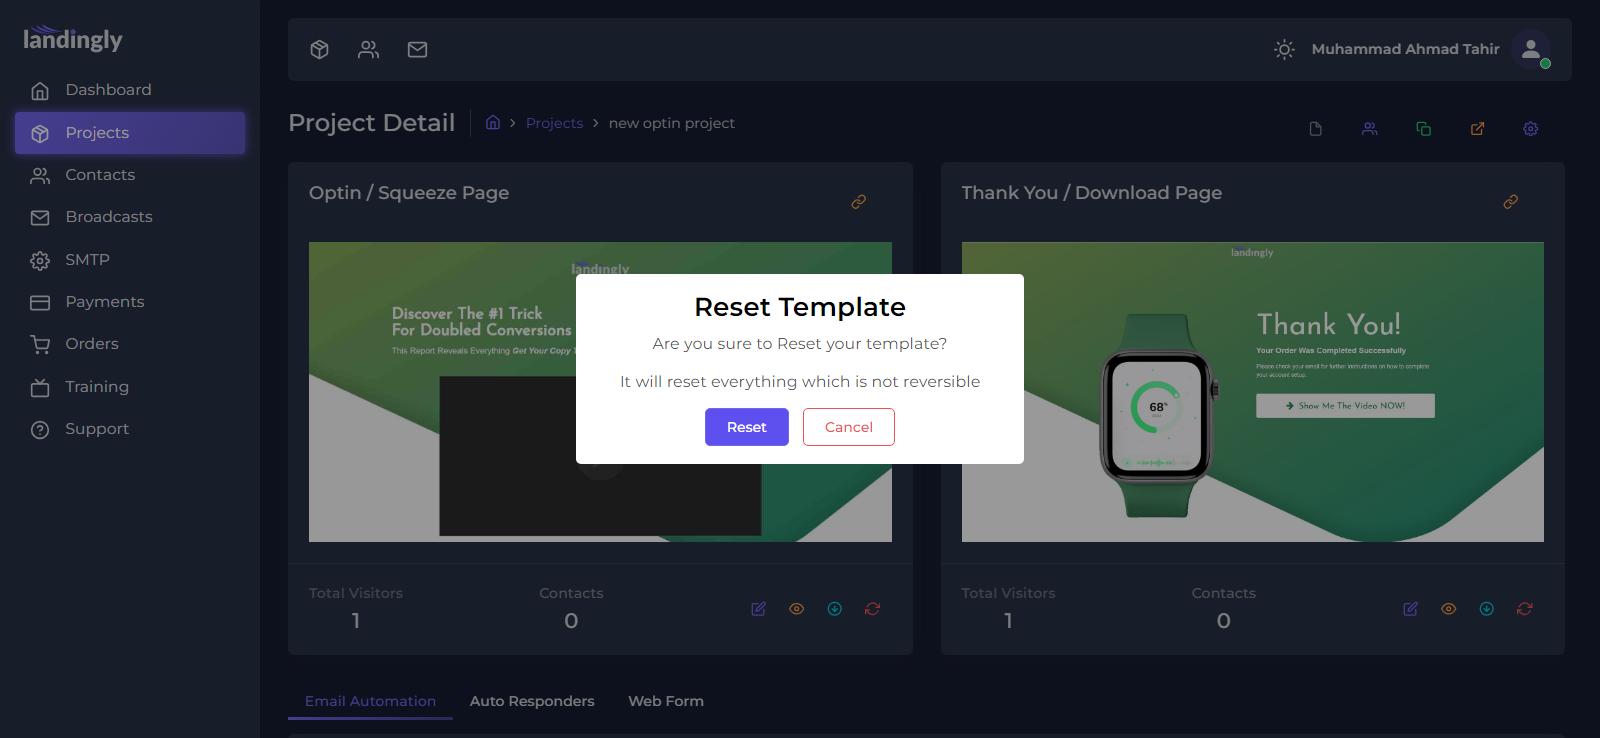 landingly
Dashboard
Projects
Contacts
Broadcasts
SMTP
Payments
Orders
Training
Support
Muhammad Ahmad Tahir
Project Detail
Projects
new optin project
Optin / Squeeze Page
landingly
Discover The #1 Trick
For Doubled Conversions
This Report Reveals Everything Get Your Copy
Thank You / Download Page
landingly
Thank You!
Your Order Was Completed Successfully
Please check your email for further instructions on how to complete
your account setup.
Show Me The Video NOW!
68%
Reset Template
Are you sure to Reset your template?
It will reset everything which is not reversible
Reset
Cancel
Total Visitors
1
Contacts
0
Total Visitors
1
Contacts
0
Email Automation
Auto Responders
Web Form